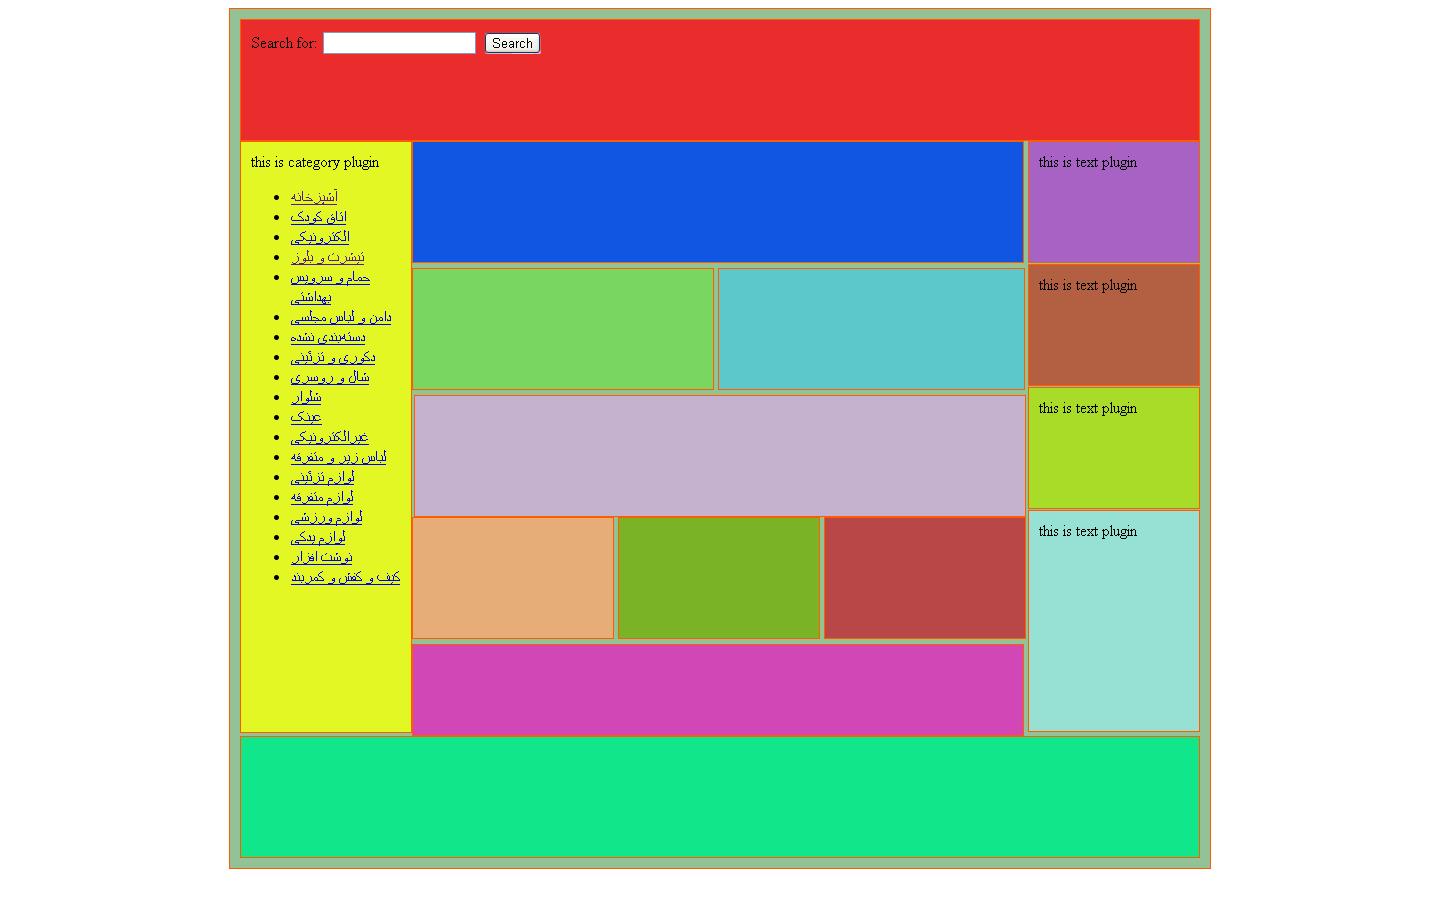 Search for: Search
this is category plugin
آشپزخانه
اتاق کودک
الکترونیکی
تیشرت و بلوز
حمام و سرویس
بهداشتی
دامن و لباس مجلسی
دسته‌بندی نشده
دکوری و تزئینی
شال و روسری
شلوار
عینک
غیرالکترونیکی
لباس زیر و متفرقه
لوازم تزئینی
لوازم متفرقه
لوازم ورزشی
لوازم یدکی
نوشت افزار
کیف و کفش و کمربند
this is text plugin
this is text plugin
this is text plugin
this is text plugin